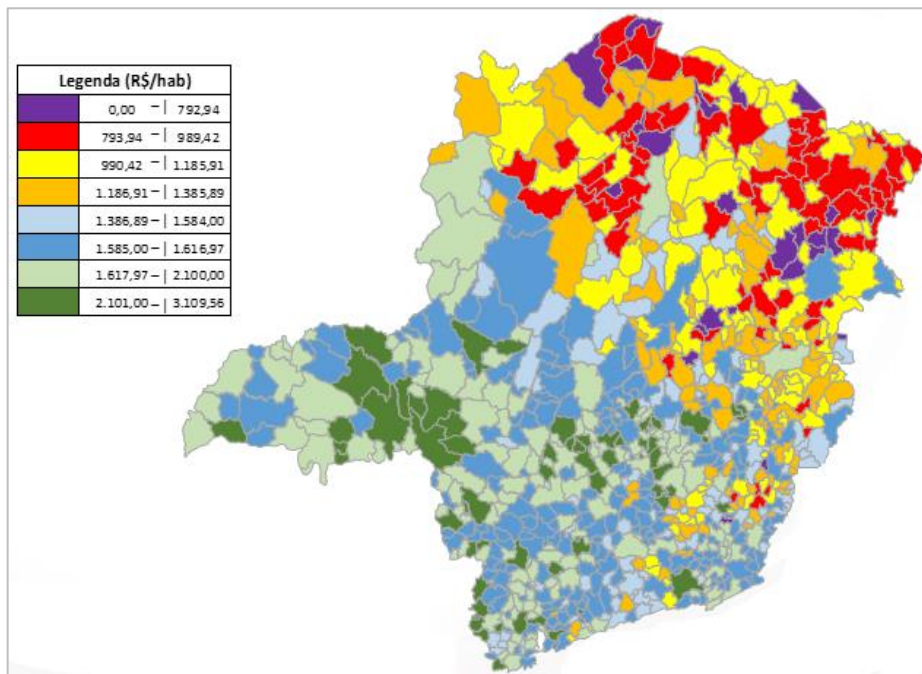 Legenda (R$/hab)
0,00 –| 792,94
793,94 –| 989,42
990,42 –| 1.185,91
1.186,91 –| 1.385,89
1.386,89 –| 1.584,00
1.585,00 –| 1.616,97
1.617,97 –| 2.100,00
2.101,00 –| 3.109,56